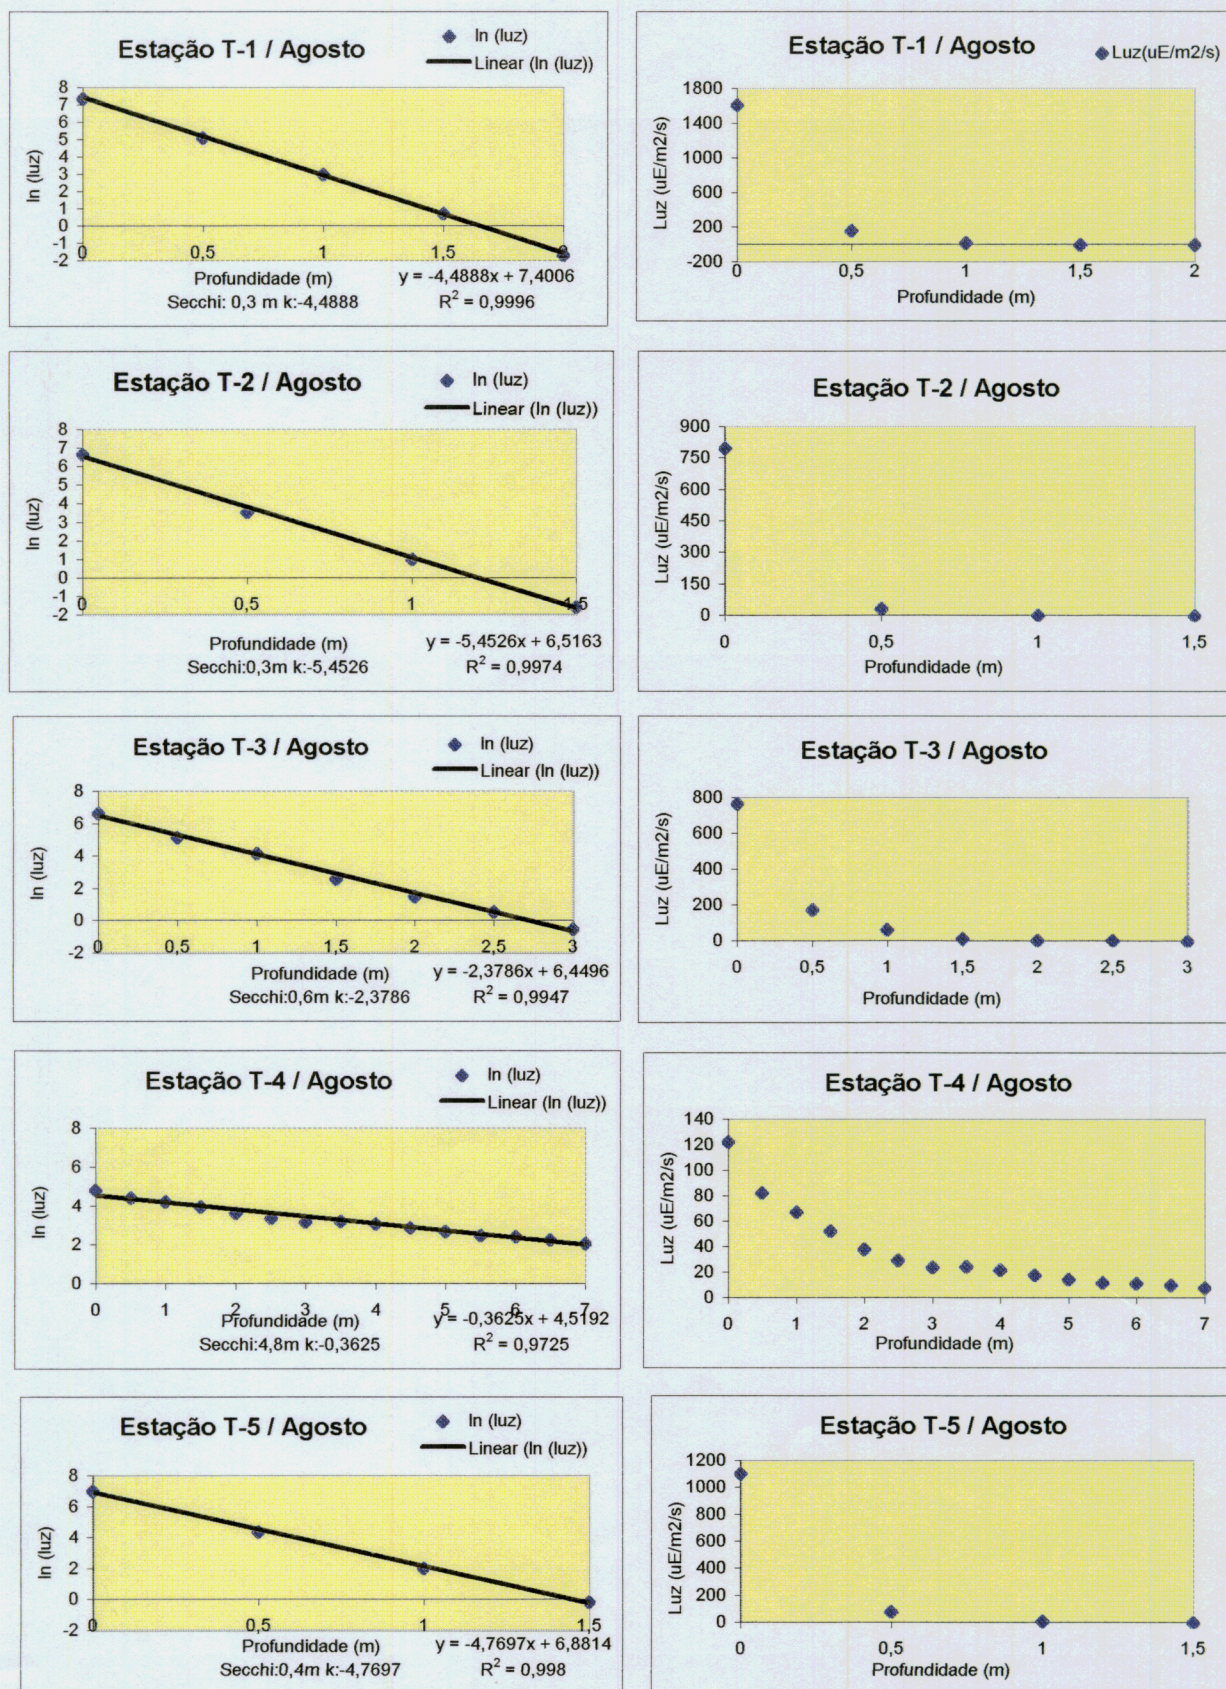 Estação T-1 / Agosto
ln (luz)
Linear (ln (luz))
ln (luz)
8
7
6
5
4
3
2
1
0
-1
-2
0 0,5 1 1,5 2
Profundidade (m)
y = -4,4888x + 7,4006
Secchi: 0,3 m k:-4,4888
R² = 0,9996
Estação T-1 / Agosto
Luz(uE/m2/s)
Luz (uE/m2/s)
1800
1400
1000
600
200
-200
0 0,5 1 1,5 2
Profundidade (m)
Estação T-2 / Agosto
ln (luz)
Linear (ln (luz))
ln (luz)
8
7
6
5
4
3
2
1
0
-1
-2
0 0,5 1 1,5
Profundidade (m)
y = -5,4526x + 6,5163
Secchi:0,3m k:-5,4526
R² = 0,9974
Estação T-2 / Agosto
Luz (uE/m2/s)
900
750
600
450
300
150
0
0 0,5 1 1,5
Profundidade (m)
Estação T-3 / Agosto
ln (luz)
Linear (ln (luz))
ln (luz)
8
6
4
2
0
-2
0 0,5 1 1,5 2 2,5 3
Profundidade (m)
y = -2,3786x + 6,4496
Secchi:0,6m k:-2,3786
R² = 0,9947
Estação T-3 / Agosto
Luz (uE/m2/s)
800
600
400
200
0
0 0,5 1 1,5 2 2,5 3
Profundidade (m)
Estação T-4 / Agosto
ln (luz)
Linear (ln (luz))
ln (luz)
8
6
4
2
0
0 1 2 3 4 5 6 7
Profundidade (m)
y = -0,3625x + 4,5192
Secchi:4,8m k:-0,3625
R² = 0,9725
Estação T-4 / Agosto
Luz (uE/m2/s)
140
120
100
80
60
40
20
0
0 1 2 3 4 5 6 7
Profundidade (m)
Estação T-5 / Agosto
ln (luz)
Linear (ln (luz))
ln (luz)
8
6
4
2
0
-2
0 0,5 1 1,5
Profundidade (m)
y = -4,7697x + 6,8814
Secchi:0,4m k:-4,7697
R² = 0,998
Estação T-5 / Agosto
Luz (uE/m2/s)
1200
1000
800
600
400
200
0
0 0,5 1 1,5
Profundidade (m)